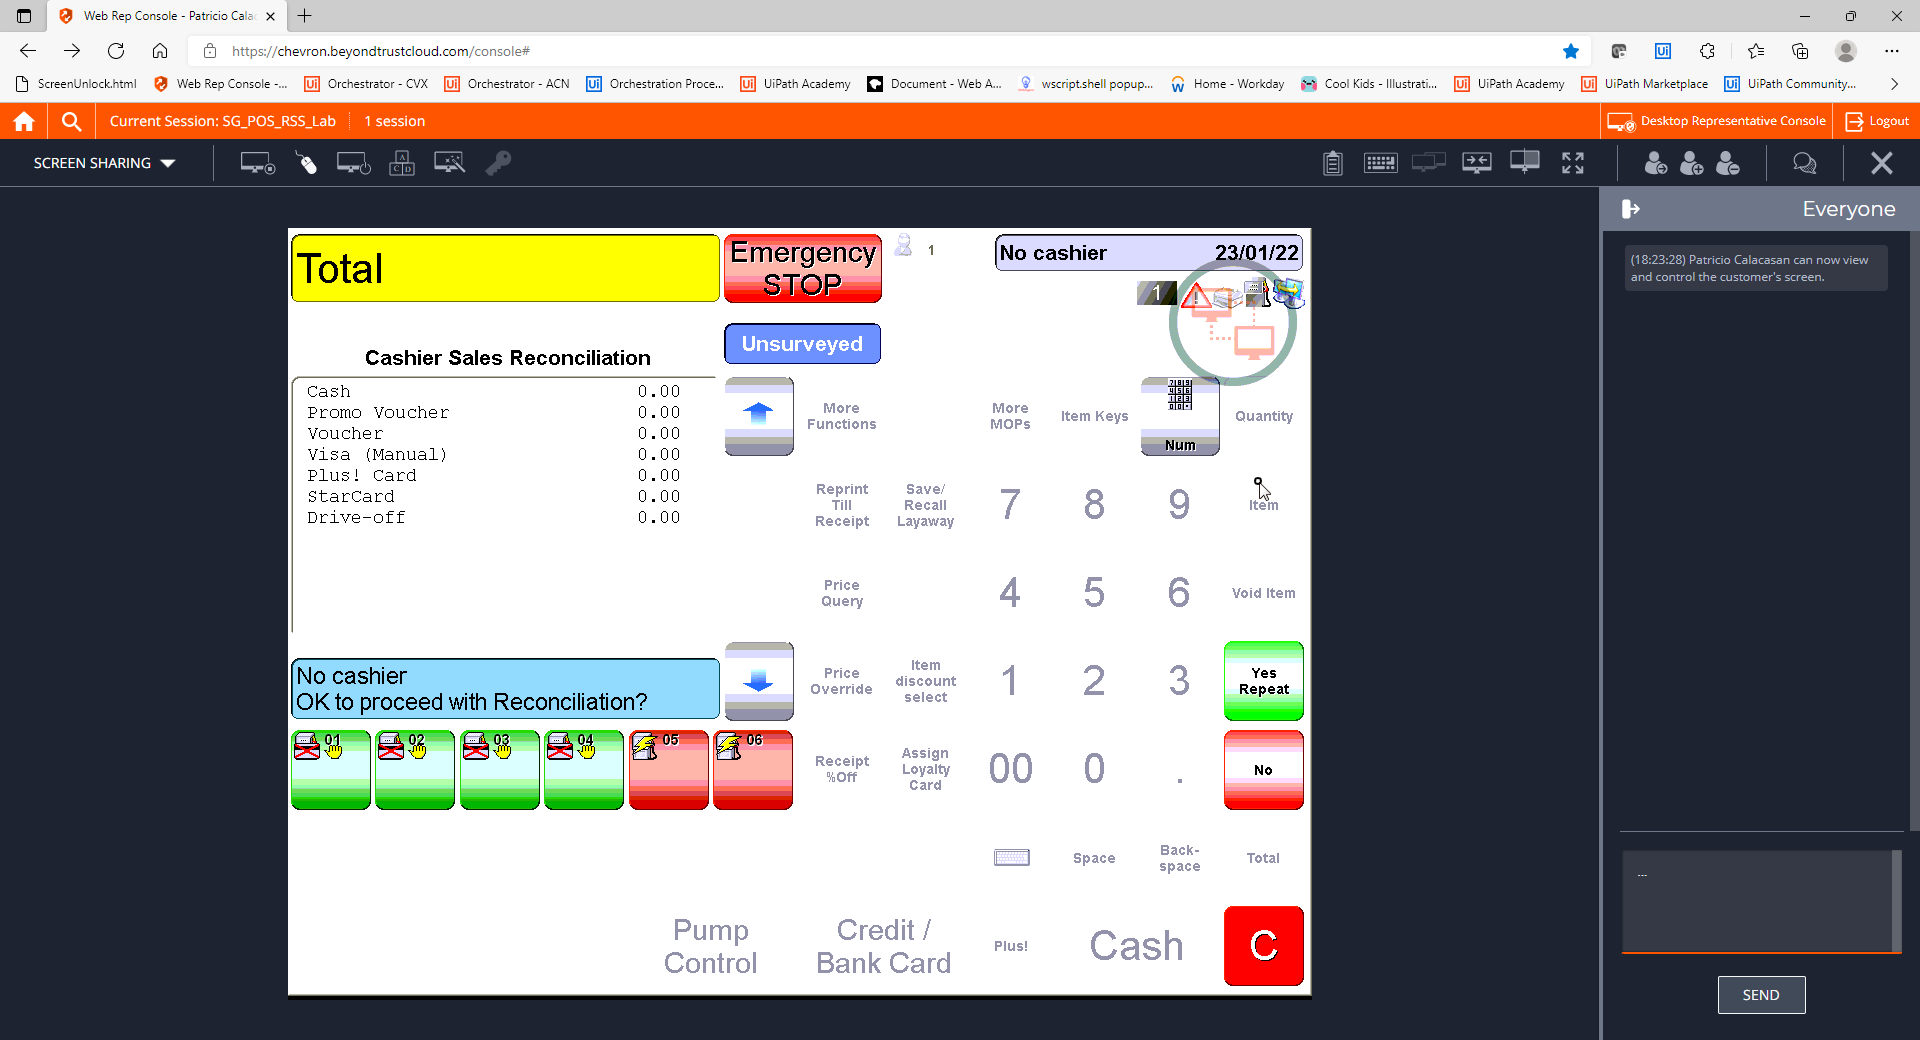 Web Rep Console - Patricio Cala
https://chevron.beyondtrustcloud.com/console#
ScreenUnlock.html
Web Rep Console -...
Orchestrator - CVX
Orchestrator - ACN
Orchestration Proce...
UiPath Academy
Document - Web A...
wscript.shell popup...
Home - Workday
Cool Kids - Illustrati...
UiPath Academy
UiPath Marketplace
UiPath Community...
Current Session: SG_POS_RSS_Lab
1 session
Desktop Representative Console
Logout
SCREEN SHARING
Everyone
(18:23:28) Patricio Calacasan can now view
and control the customer's screen.
Total
Emergency
STOP
1
No cashier 23/01/22
1
Unsurveyed
Cashier Sales Reconciliation
Cash 0.00
Promo Voucher 0.00
Voucher 0.00
Visa (Manual) 0.00
Plus! Card 0.00
StarCard 0.00
Drive-off 0.00
More
Functions
More
MOPs
Item Keys
Num
Quantity
Reprint
Till
Receipt
Save/
Recall
Layaway
7
8
9
Item
Price
Query
4
5
6
Void Item
No cashier
OK to proceed with Reconciliation?
Price
Override
Item
discount
select
1
2
3
Yes
Repeat
01
02
03
04
05
06
Receipt
%Off
Assign
Loyalty
Card
00
0
.
No
Space
Back-
space
Total
Pump
Control
Credit /
Bank Card
Plus!
Cash
C
...
SEND